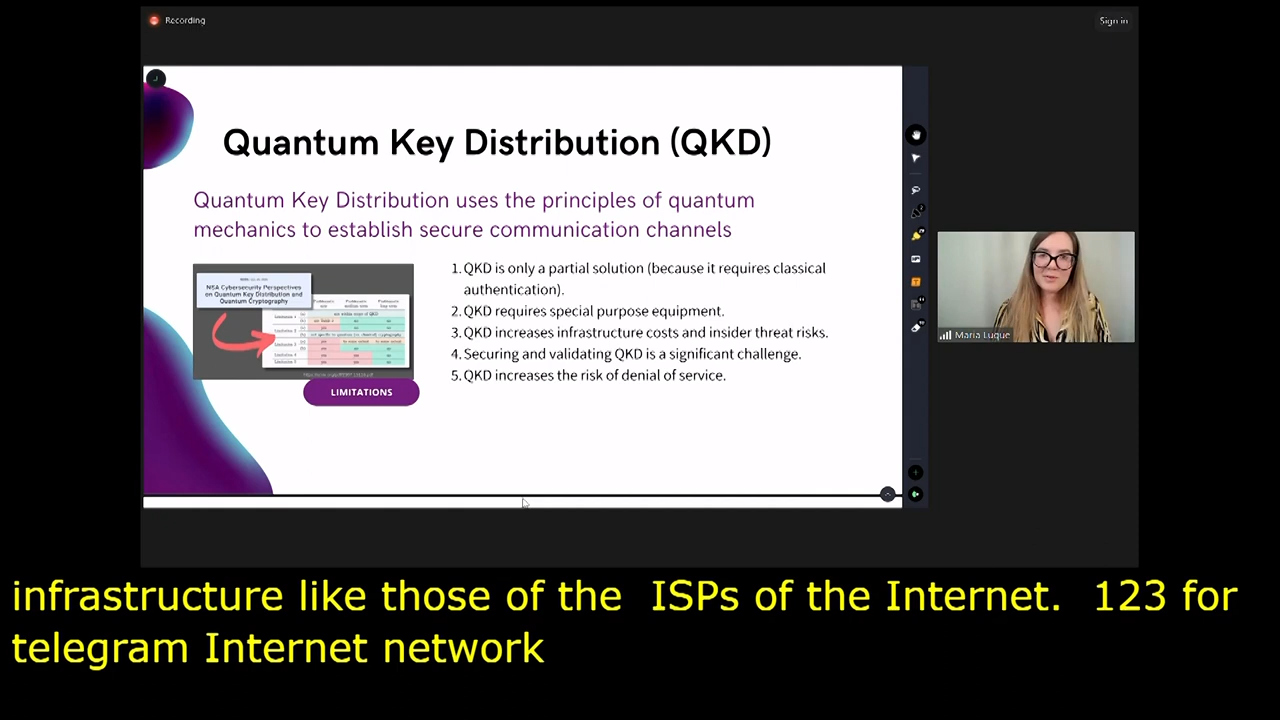 Recording
Sign in
Quantum Key Distribution (QKD)
Quantum Key Distribution uses the principles of quantum
mechanics to establish secure communication channels
NSA Cybersecurity Perspectives
on Quantum Key Distribution and
Quantum Cryptography
LIMITATIONS
1. QKD is only a partial solution (because it requires classical
authentication).
2. QKD requires special purpose equipment.
3. QKD increases infrastructure costs and insider threat risks.
4. Securing and validating QKD is a significant challenge.
5. QKD increases the risk of denial of service.
Maria Luque
infrastructure like those of the  ISPs of the Internet.  123 for
telegram Internet network